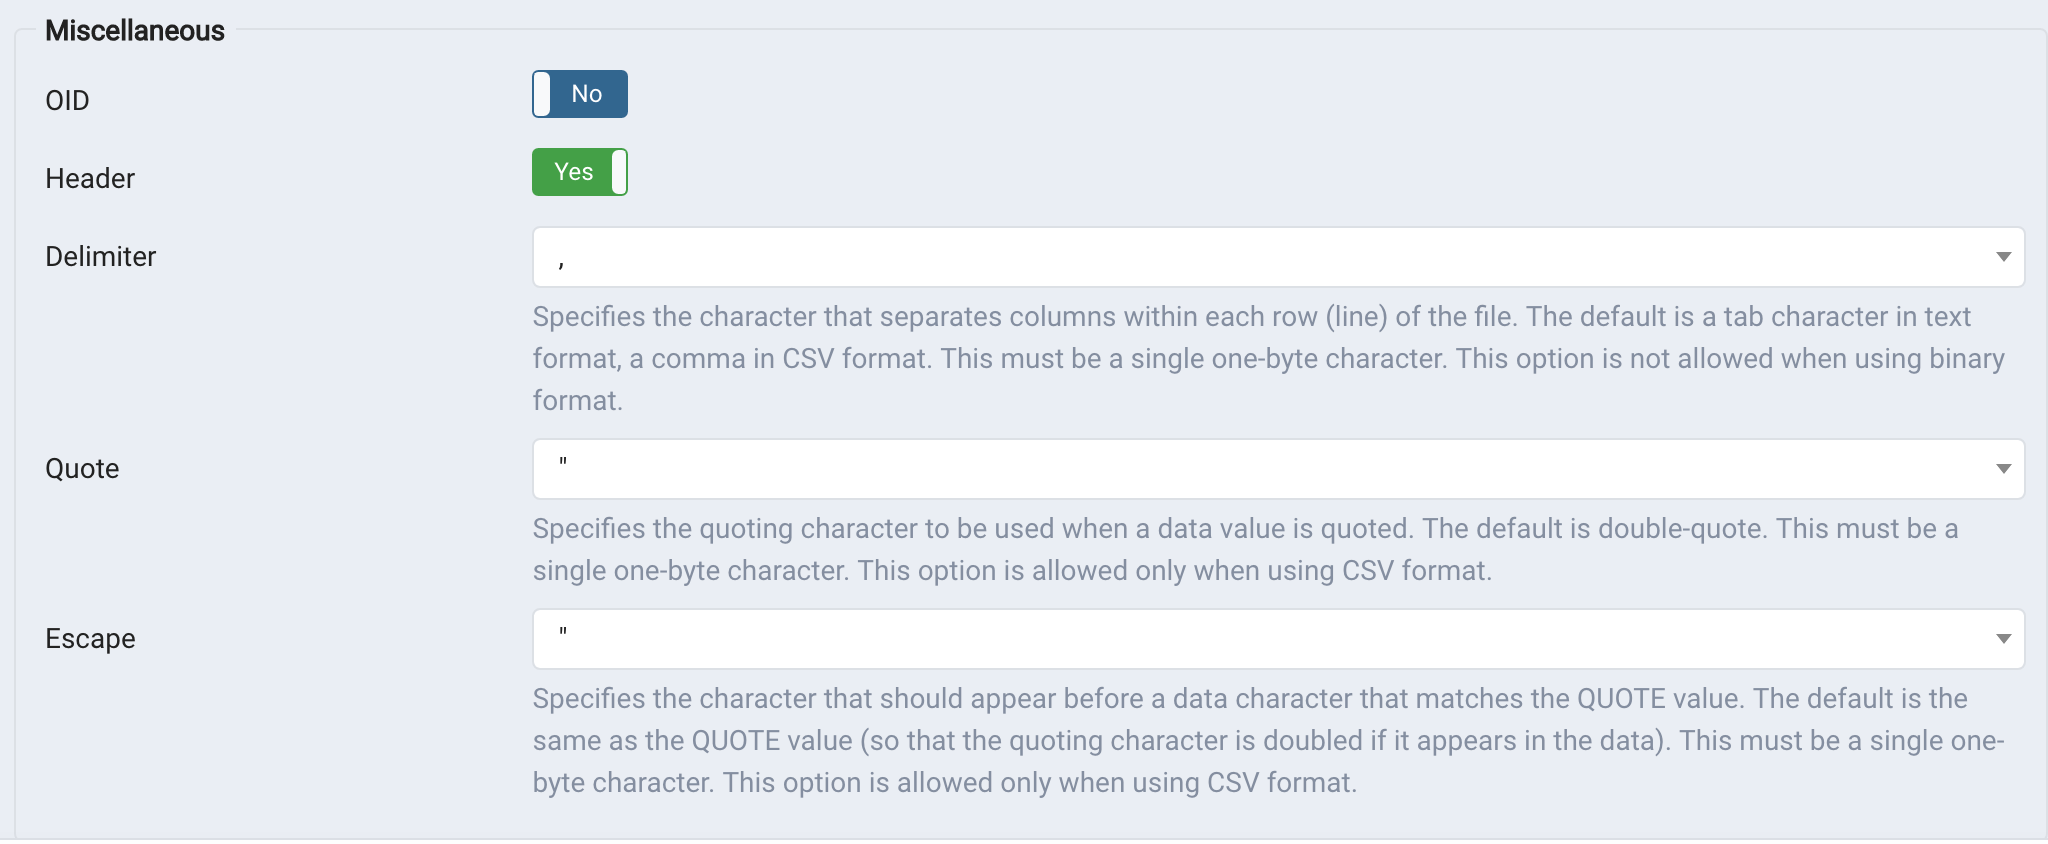 Miscellaneous
OID
No
Header
Yes
Delimiter
,
Specifies the character that separates columns within each row (line) of the file. The default is a tab character in text
format, a comma in CSV format. This must be a single one-byte character. This option is not allowed when using binary
format.
Quote
"
Specifies the quoting character to be used when a data value is quoted. The default is double-quote. This must be a
single one-byte character. This option is allowed only when using CSV format.
Escape
"
Specifies the character that should appear before a data character that matches the QUOTE value. The default is the
same as the QUOTE value (so that the quoting character is doubled if it appears in the data). This must be a single one-
byte character. This option is allowed only when using CSV format.